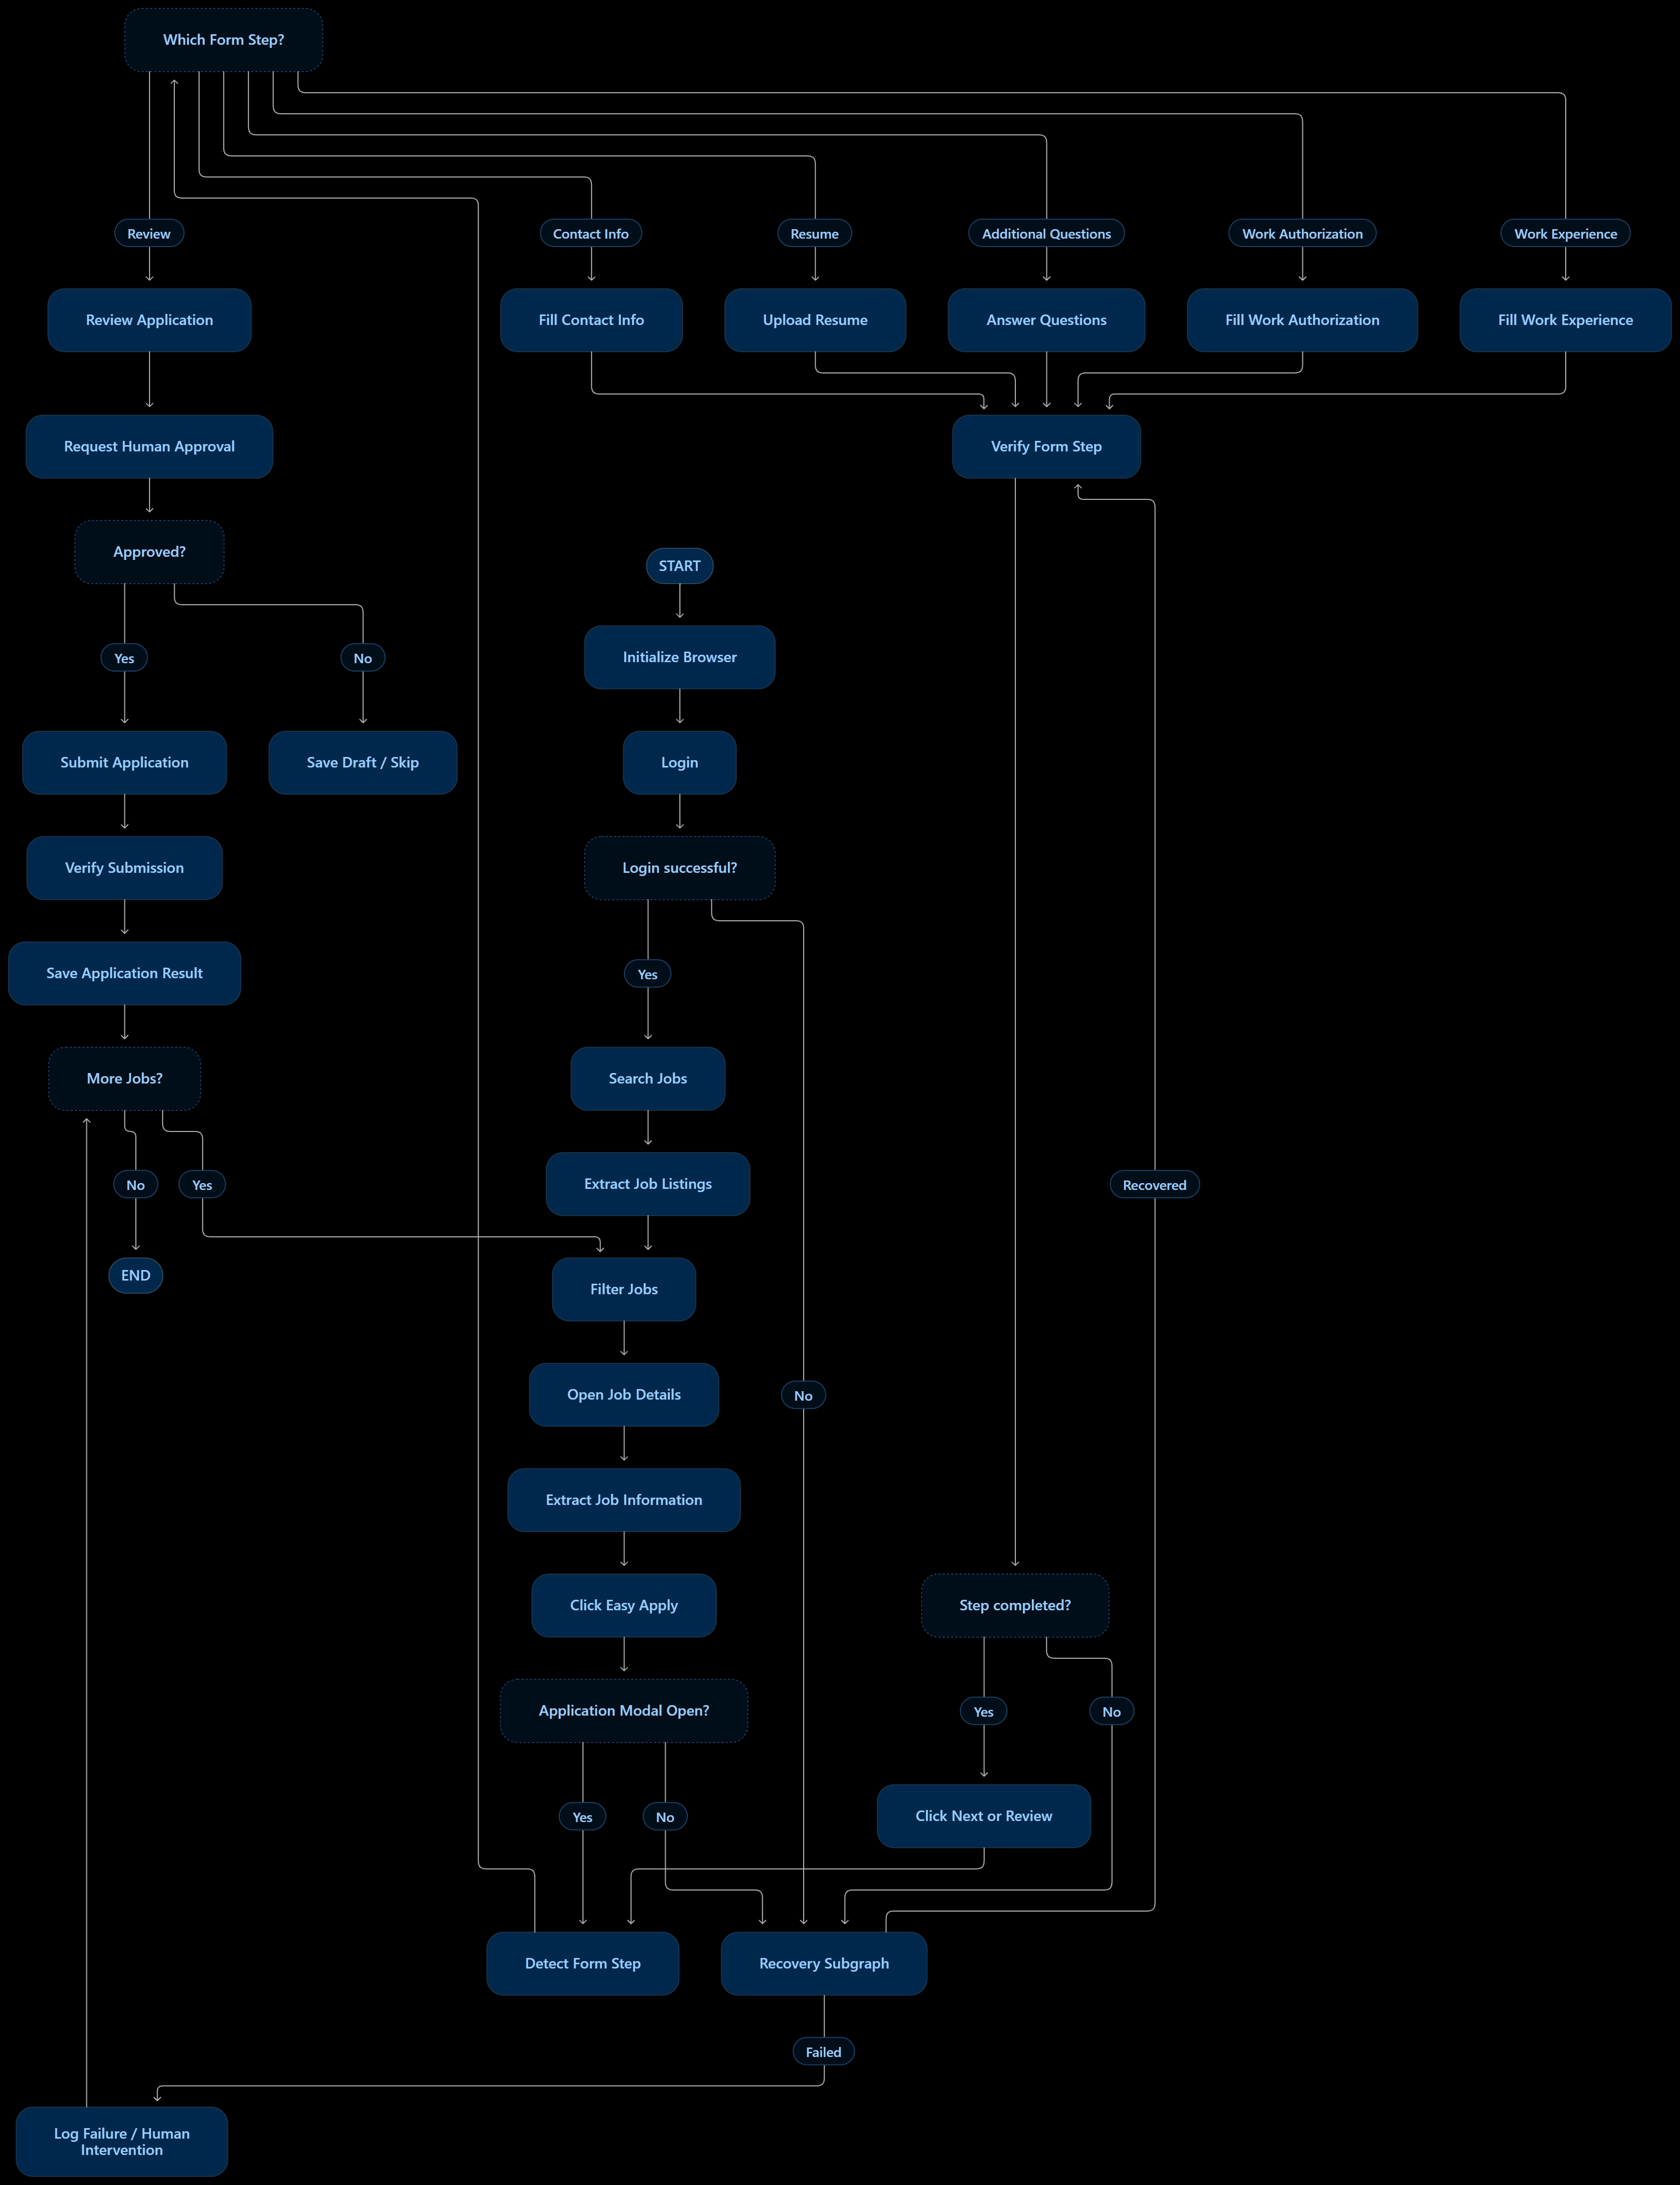 Which Form Step?
Review
Contact Info
Resume
Additional Questions
Work Authorization
Work Experience
Review Application
Fill Contact Info
Upload Resume
Answer Questions
Fill Work Authorization
Fill Work Experience
Request Human Approval
Verify Form Step
Approved?
START
Yes
No
Initialize Browser
Submit Application
Save Draft / Skip
Login
Verify Submission
Login successful?
Save Application Result
Yes
More Jobs?
Search Jobs
No
Yes
Extract Job Listings
Recovered
END
Filter Jobs
Open Job Details
No
Extract Job Information
Click Easy Apply
Step completed?
Application Modal Open?
Yes
No
Yes
No
Click Next or Review
Detect Form Step
Recovery Subgraph
Failed
Log Failure / Human
Intervention